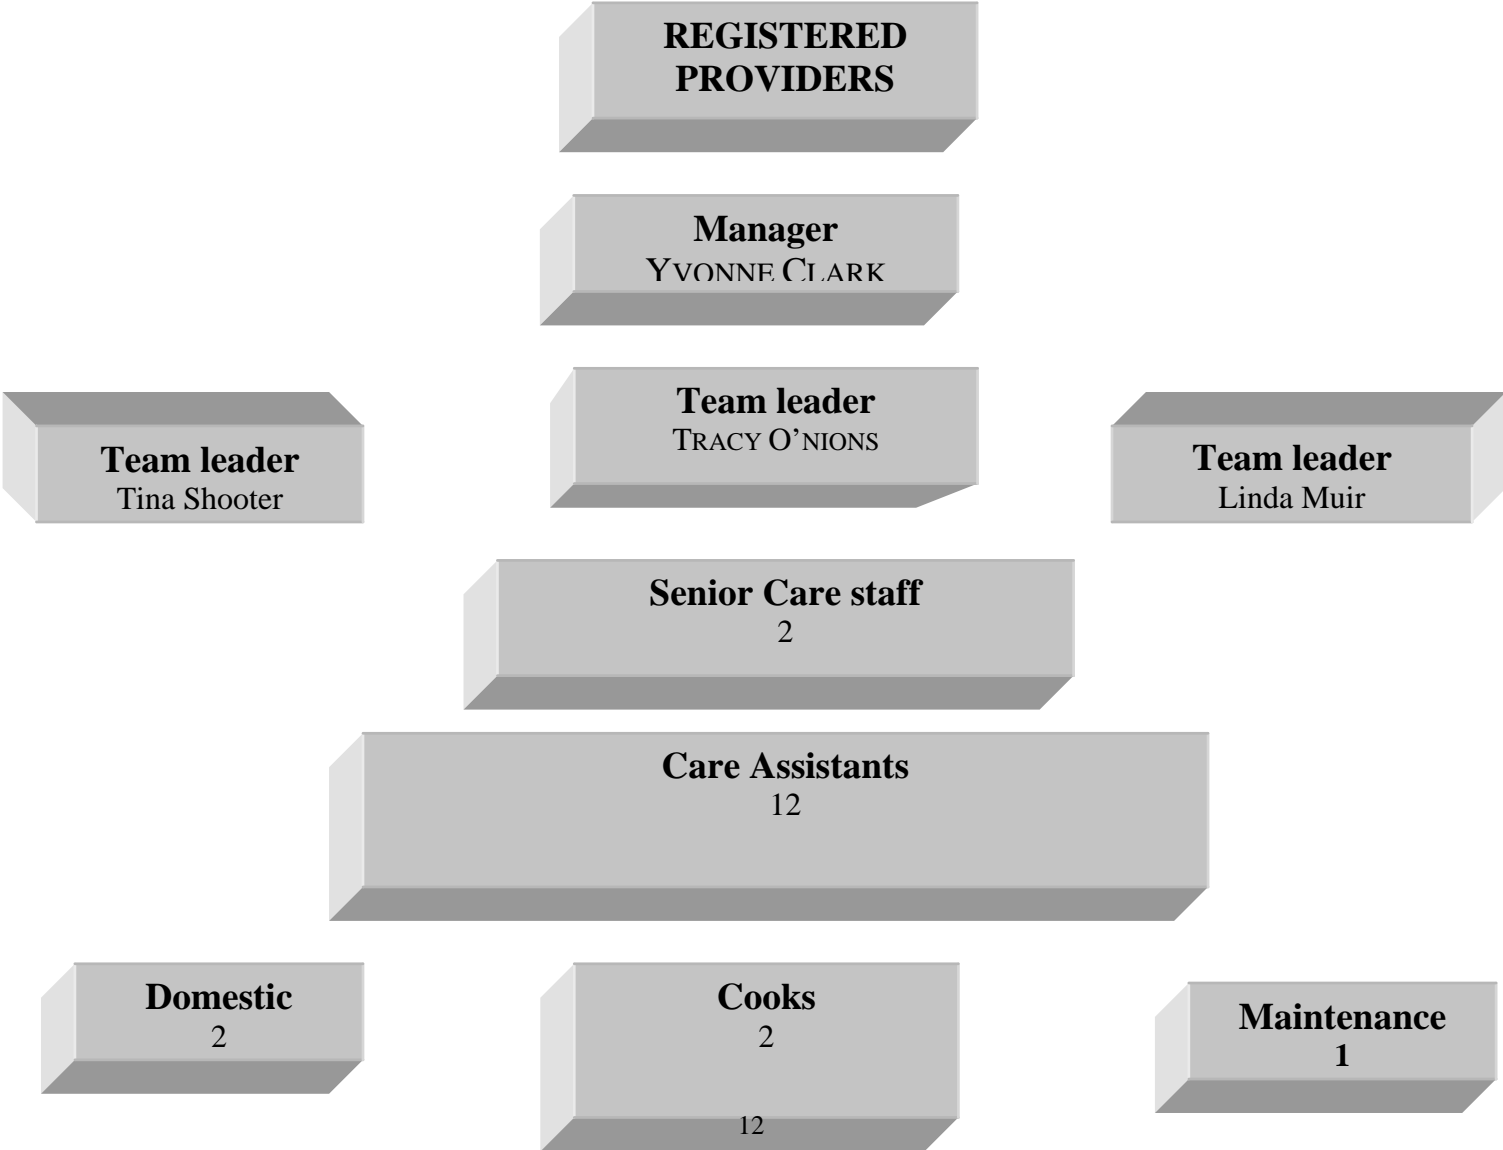 REGISTERED
PROVIDERS
Manager
YVONNE CLARK
Team leader
TRACY O’NIONS
Team leader
Tina Shooter
Team leader
Linda Muir
Senior Care staff
2
Care Assistants
12
Domestic
2
Cooks
2
Maintenance
1
12